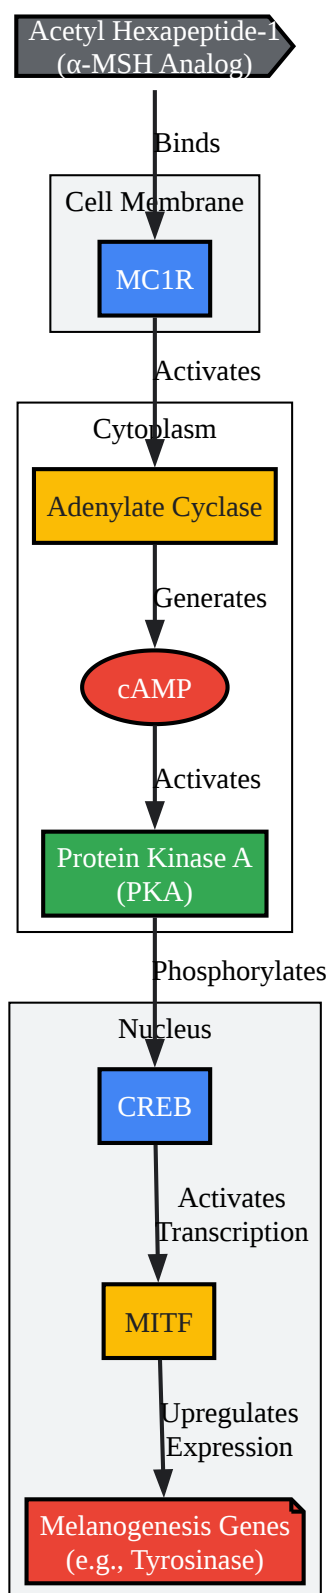 Acetyl Hexapeptide-1
(α-MSH Analog)
Binds
Cell Membrane
MC1R
Activates
Cytoplasm
Adenylate Cyclase
Generates
cAMP
Activates
Protein Kinase A
(PKA)
Phosphorylates
Nucleus
CREB
Activates
Transcription
MITF
Upregulates
Expression
Melanogenesis Genes
(e.g., Tyrosinase)